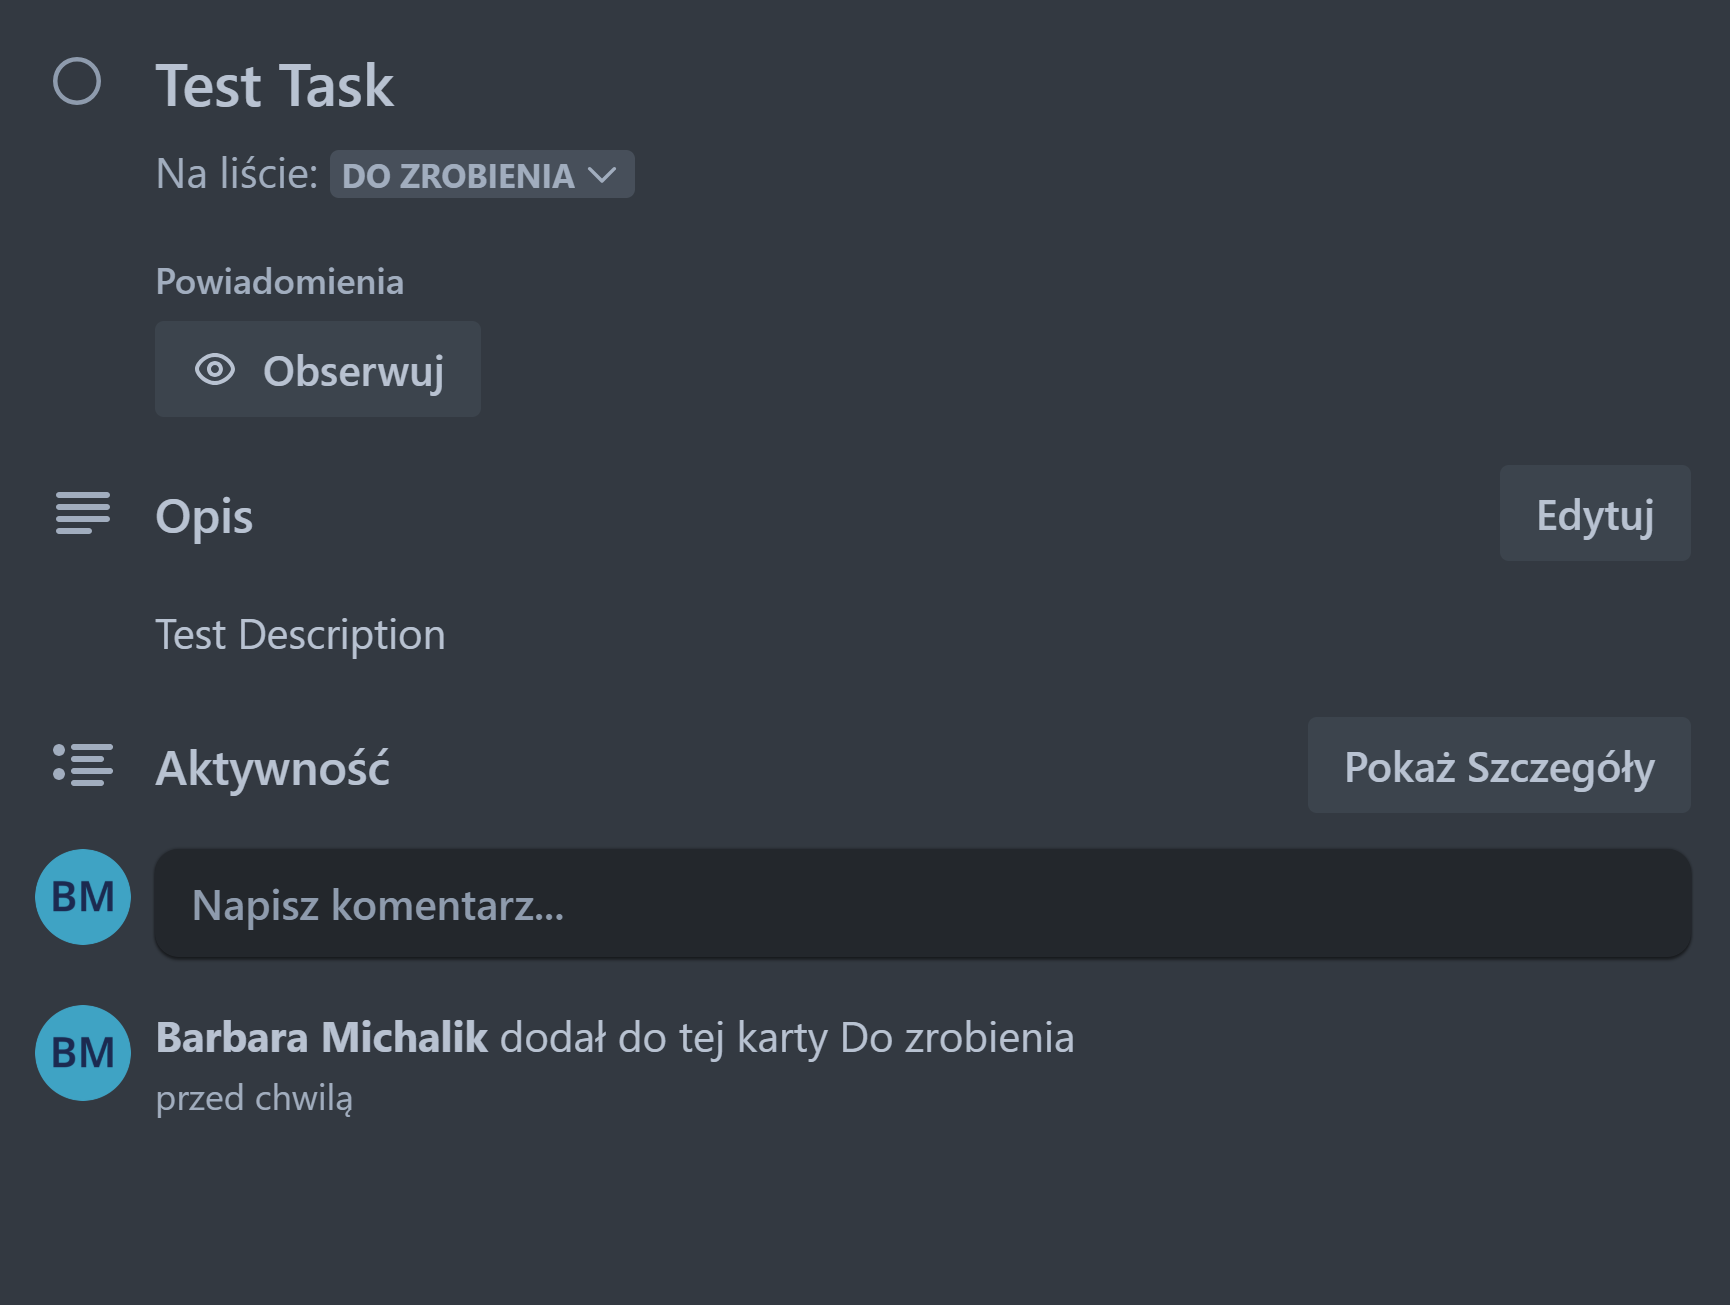 Test Task
Na liście: DO ZROBIENIA
Powiadomienia
Obserwuj
Opis
Edytuj
Test Description
Aktywność
Pokaż Szczegóły
BM
Napisz komentarz...
BM
Barbara Michalik dodał do tej karty Do zrobienia
przed chwilą